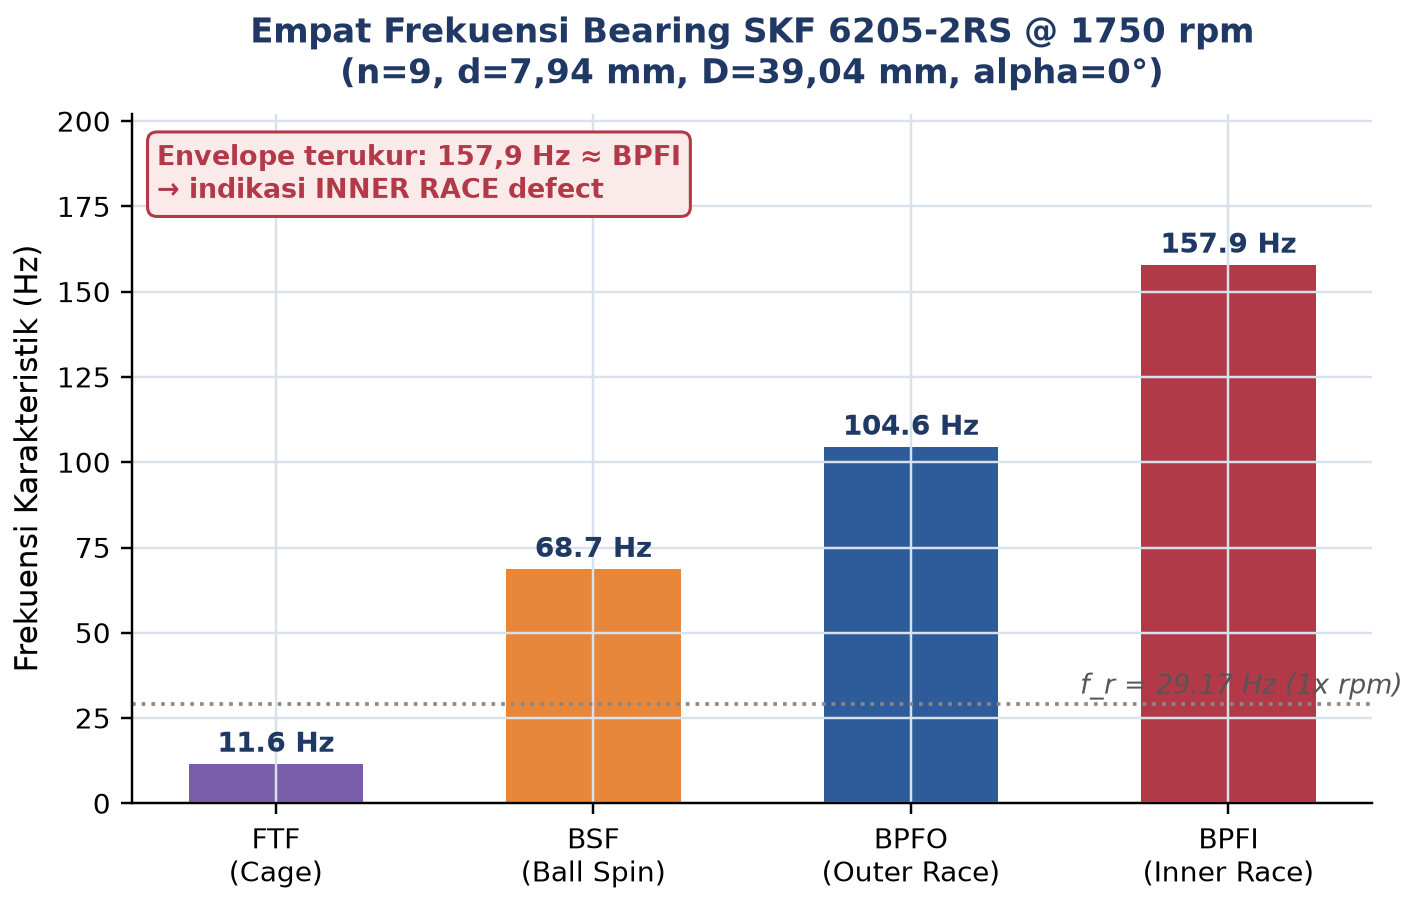 Empat Frekuensi Bearing SKF 6205-2RS @ 1750 rpm
(n=9, d=7,94 mm, D=39,04 mm, alpha=0°)
Frekuensi Karakteristik (Hz)
200
175
150
125
100
75
50
25
0
Envelope terukur: 157,9 Hz ≈ BPFI
→ indikasi INNER RACE defect
11.6 Hz
68.7 Hz
104.6 Hz
157.9 Hz
f_r = 29.17 Hz (1x rpm)
FTF
(Cage)
BSF
(Ball Spin)
BPFO
(Outer Race)
BPFI
(Inner Race)